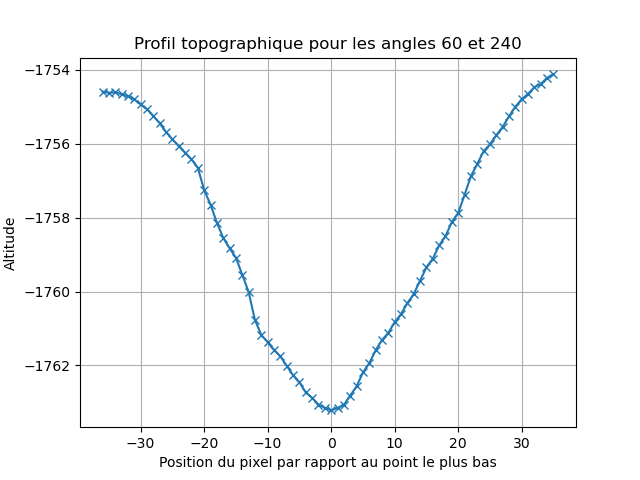 Profil topographique pour les angles 60 et 240
−1754
−1756
−1758
−1760
−1762
Altitude
−30 −20 −10 0 10 20 30
Position du pixel par rapport au point le plus bas